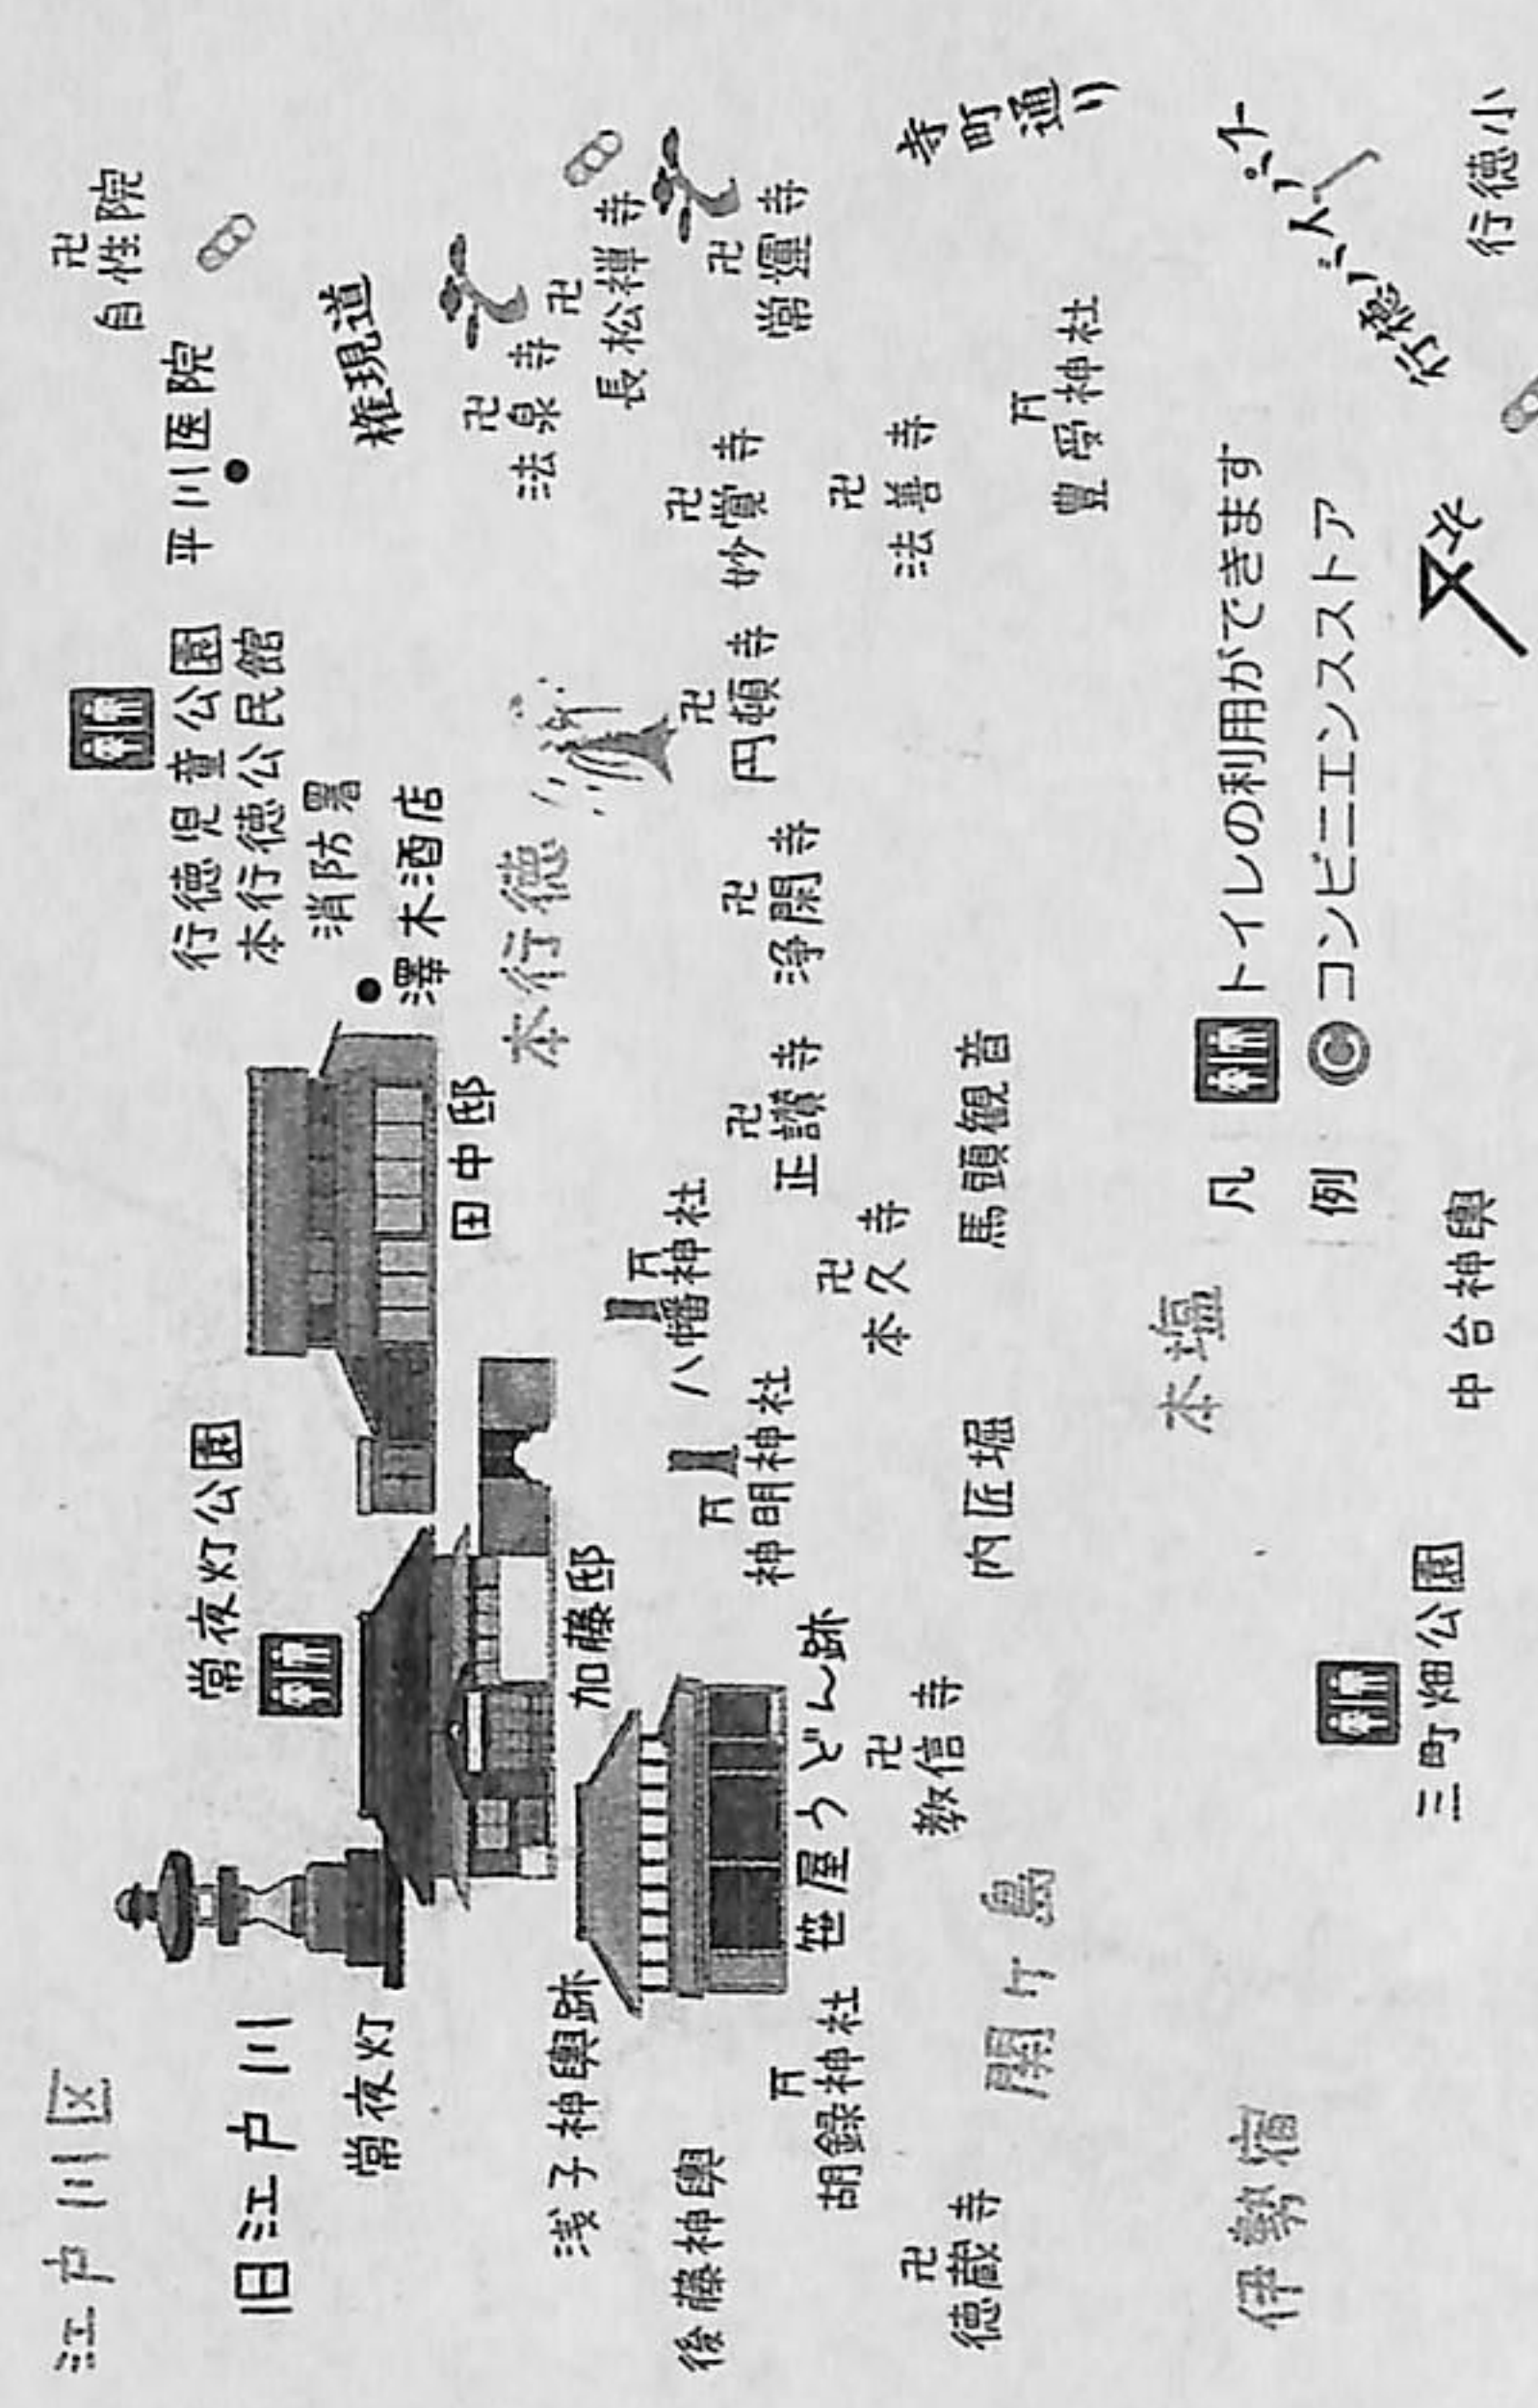 江戸川区
旧江戸川
常夜灯
常夜灯公園
行徳児童公園
本行徳公民館
消防署
澤木酒店
平川医院
卍
自性院
権現道
田中邸
本行徳
加藤邸
浅子神輿跡
後藤神輿
笹屋うどん跡
胡録神社
卍
徳蔵寺
関ケ島
卍
教信寺
神明神社
八幡神社
卍
正讃寺
卍
浄閑寺
卍
円頓寺
卍
妙覚寺
卍
法泉寺
卍
長松禅寺
卍
常運寺
卍
本久寺
卍
法善寺
馬頭観音
内匠堀
豊受神社
寺町通り
本塩
伊勢宿
三町畑公園
中台神輿
凡例
トイレの利用ができます
Ⓒコンビニエンスストア
北
行徳バイパス
行徳小